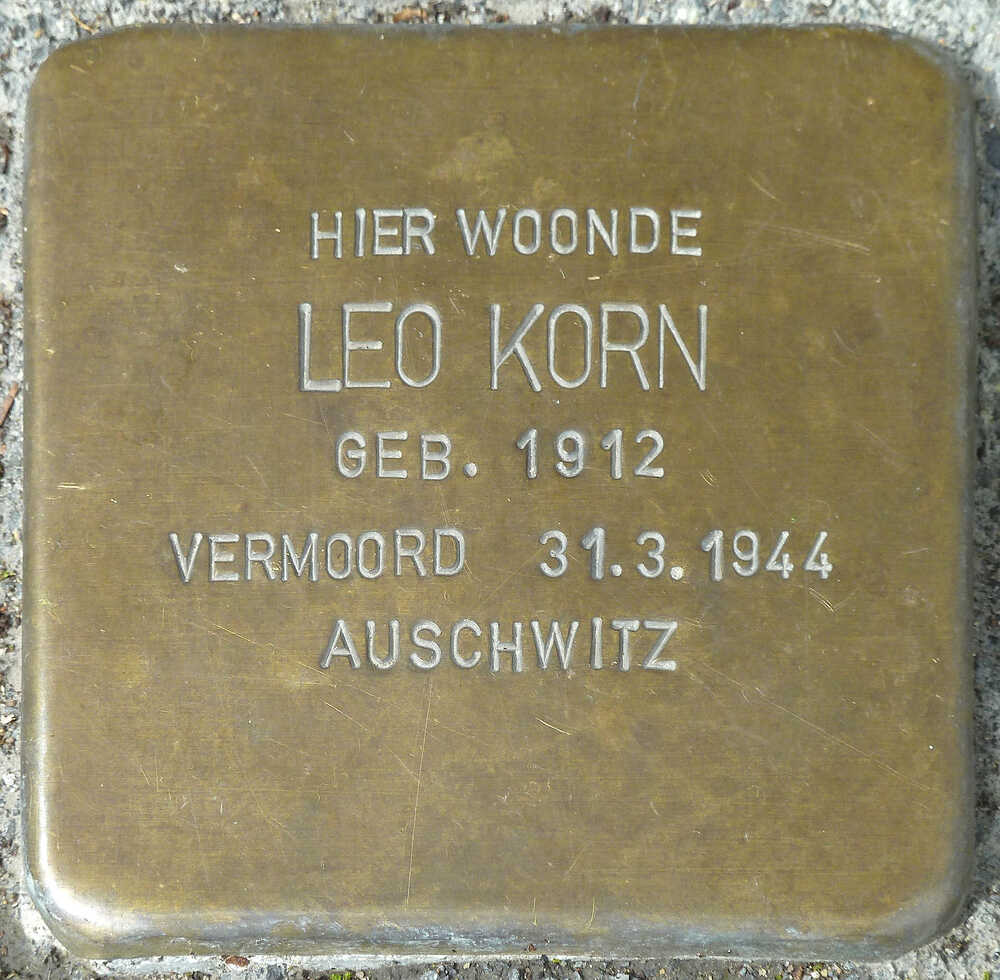 HIER WOONDE
LEO KORN
GEB. 1912
VERMOORD 31.3.1944
AUSCHWITZ